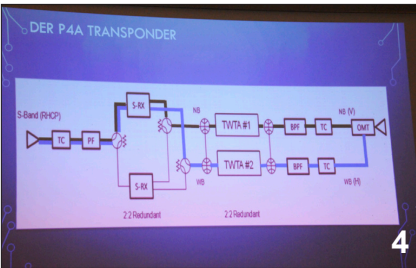 DER P4A TRANSPONDER
S-Band (RHCP)
TC
PF
S-RX
S-RX
2:2 Redundant
NB
WB
TWTA #1
TWTA #2
2:2 Redundant
BPF
TC
BPF
TC
NB (V)
OMT
WB (H)
4